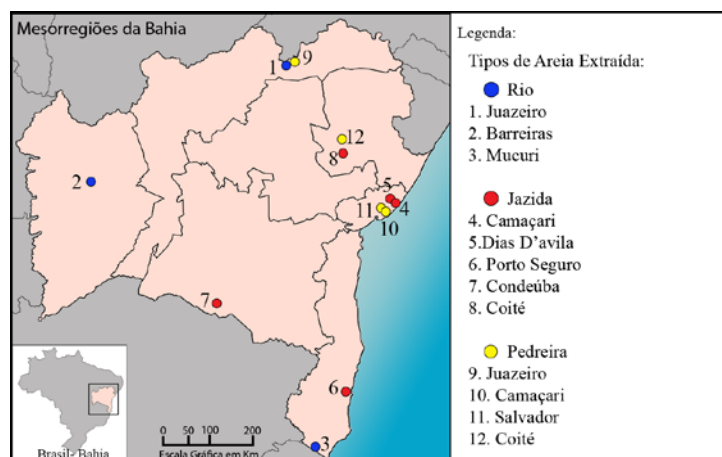 Mesorregiões da Bahia
1
9
12
8
2
5
4
11
10
7
6
3
Brasil- Bahia
0 50 100 200
Escala Gráfica em Km
Legenda:
Tipos de Areia Extraída:
Rio
1. Juazeiro
2. Barreiras
3. Mucuri
Jazida
4. Camaçari
5.Dias D’avila
6. Porto Seguro
7. Condeúba
8. Coité
Pedreira
9. Juazeiro
10. Camaçari
11. Salvador
12. Coité